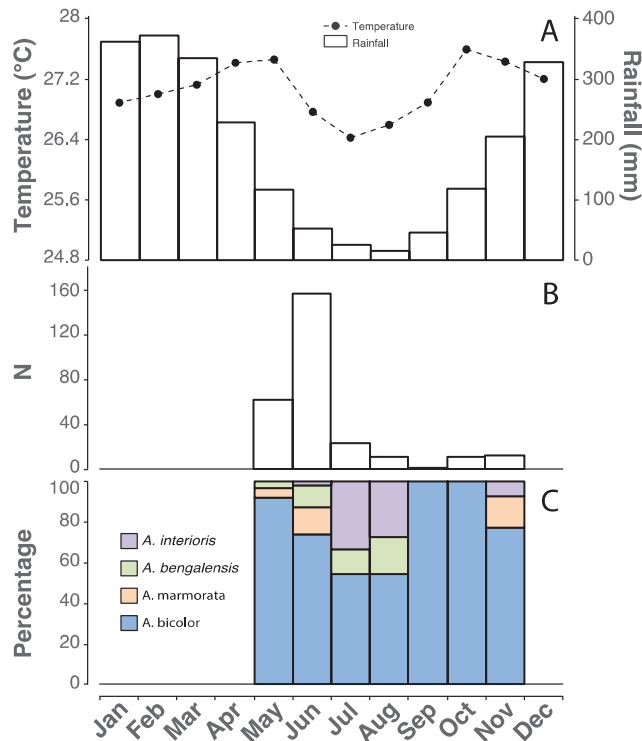 Temperature
Rainfall
A
Temperature (°C)
28
27.2
26.4
25.6
24.8
Rainfall (mm)
400
300
200
100
0
B
N
160
120
80
40
0
C
Percentage
100
80
60
40
20
0
A. interioris
A. bengalensis
A. marmorata
A. bicolor
Jan Feb Mar Apr May Jun Jul Aug Sep Oct Nov Dec